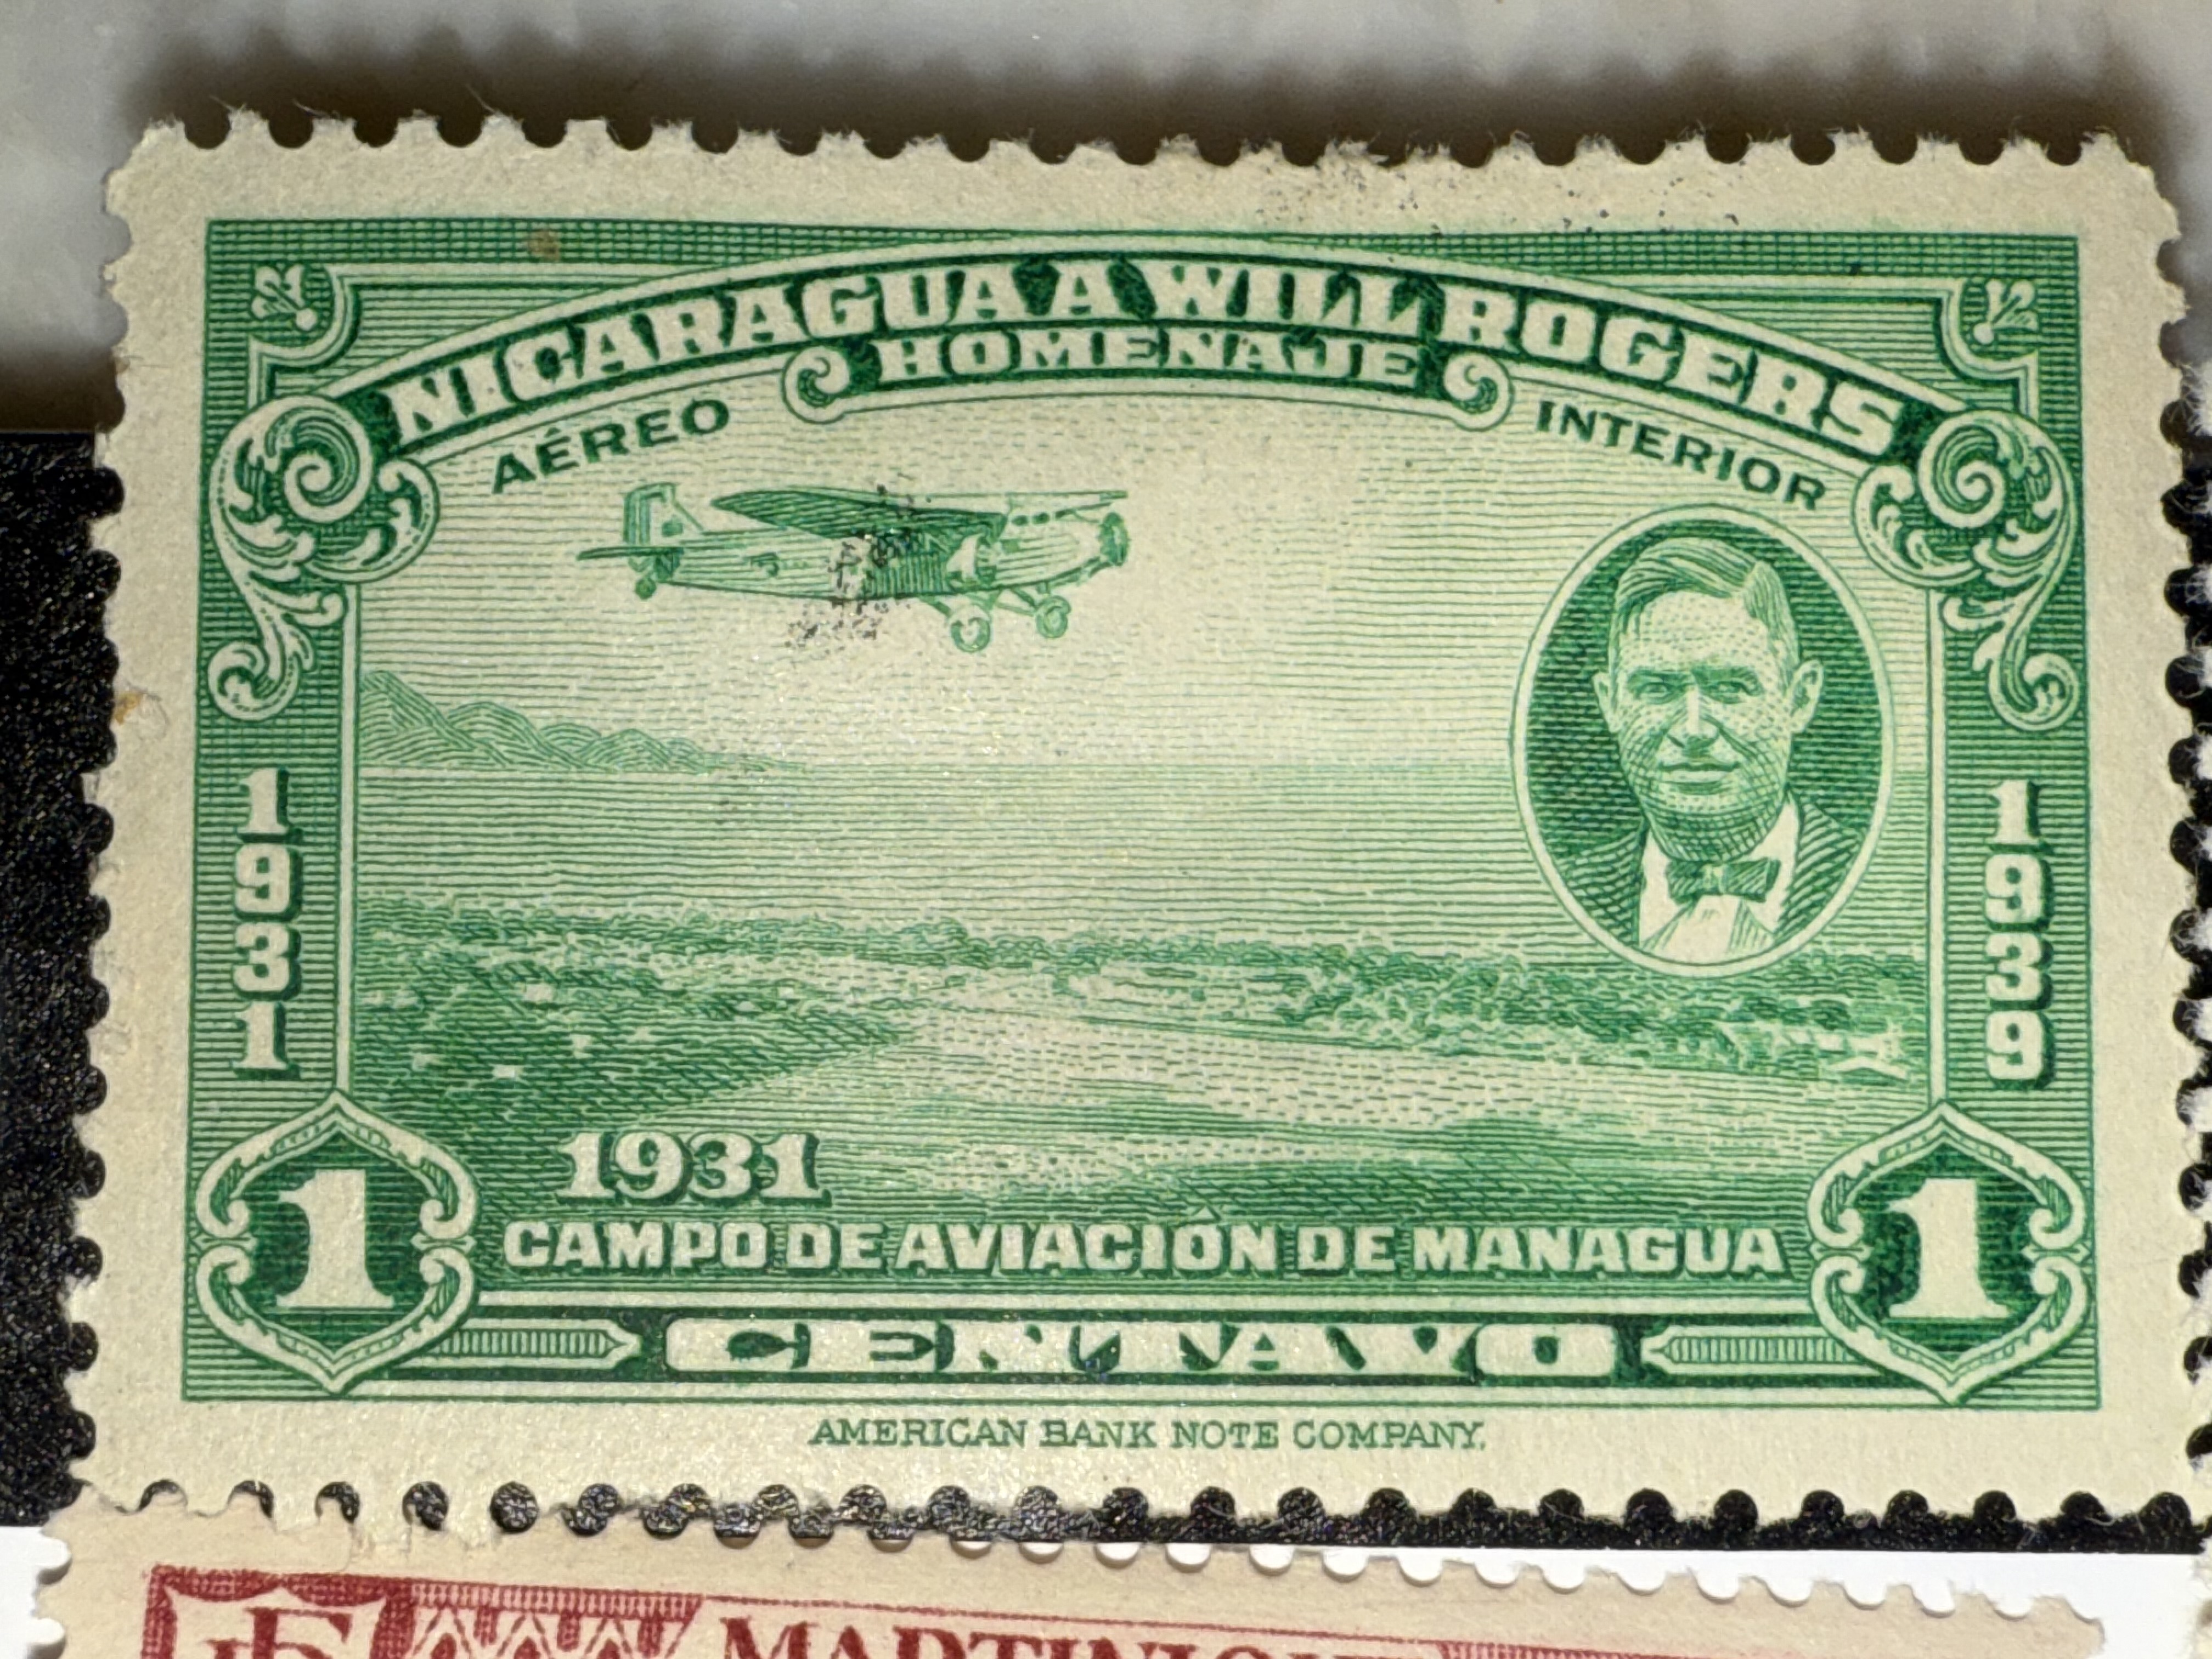 NICARAGUA A WILL ROGERS
HOMENAJE
AÉREO
INTERIOR
1931
1939
1931
CAMPO DE AVIACIÓN DE MANAGUA
1
1
CENTAVO
AMERICAN BANK NOTE COMPANY.